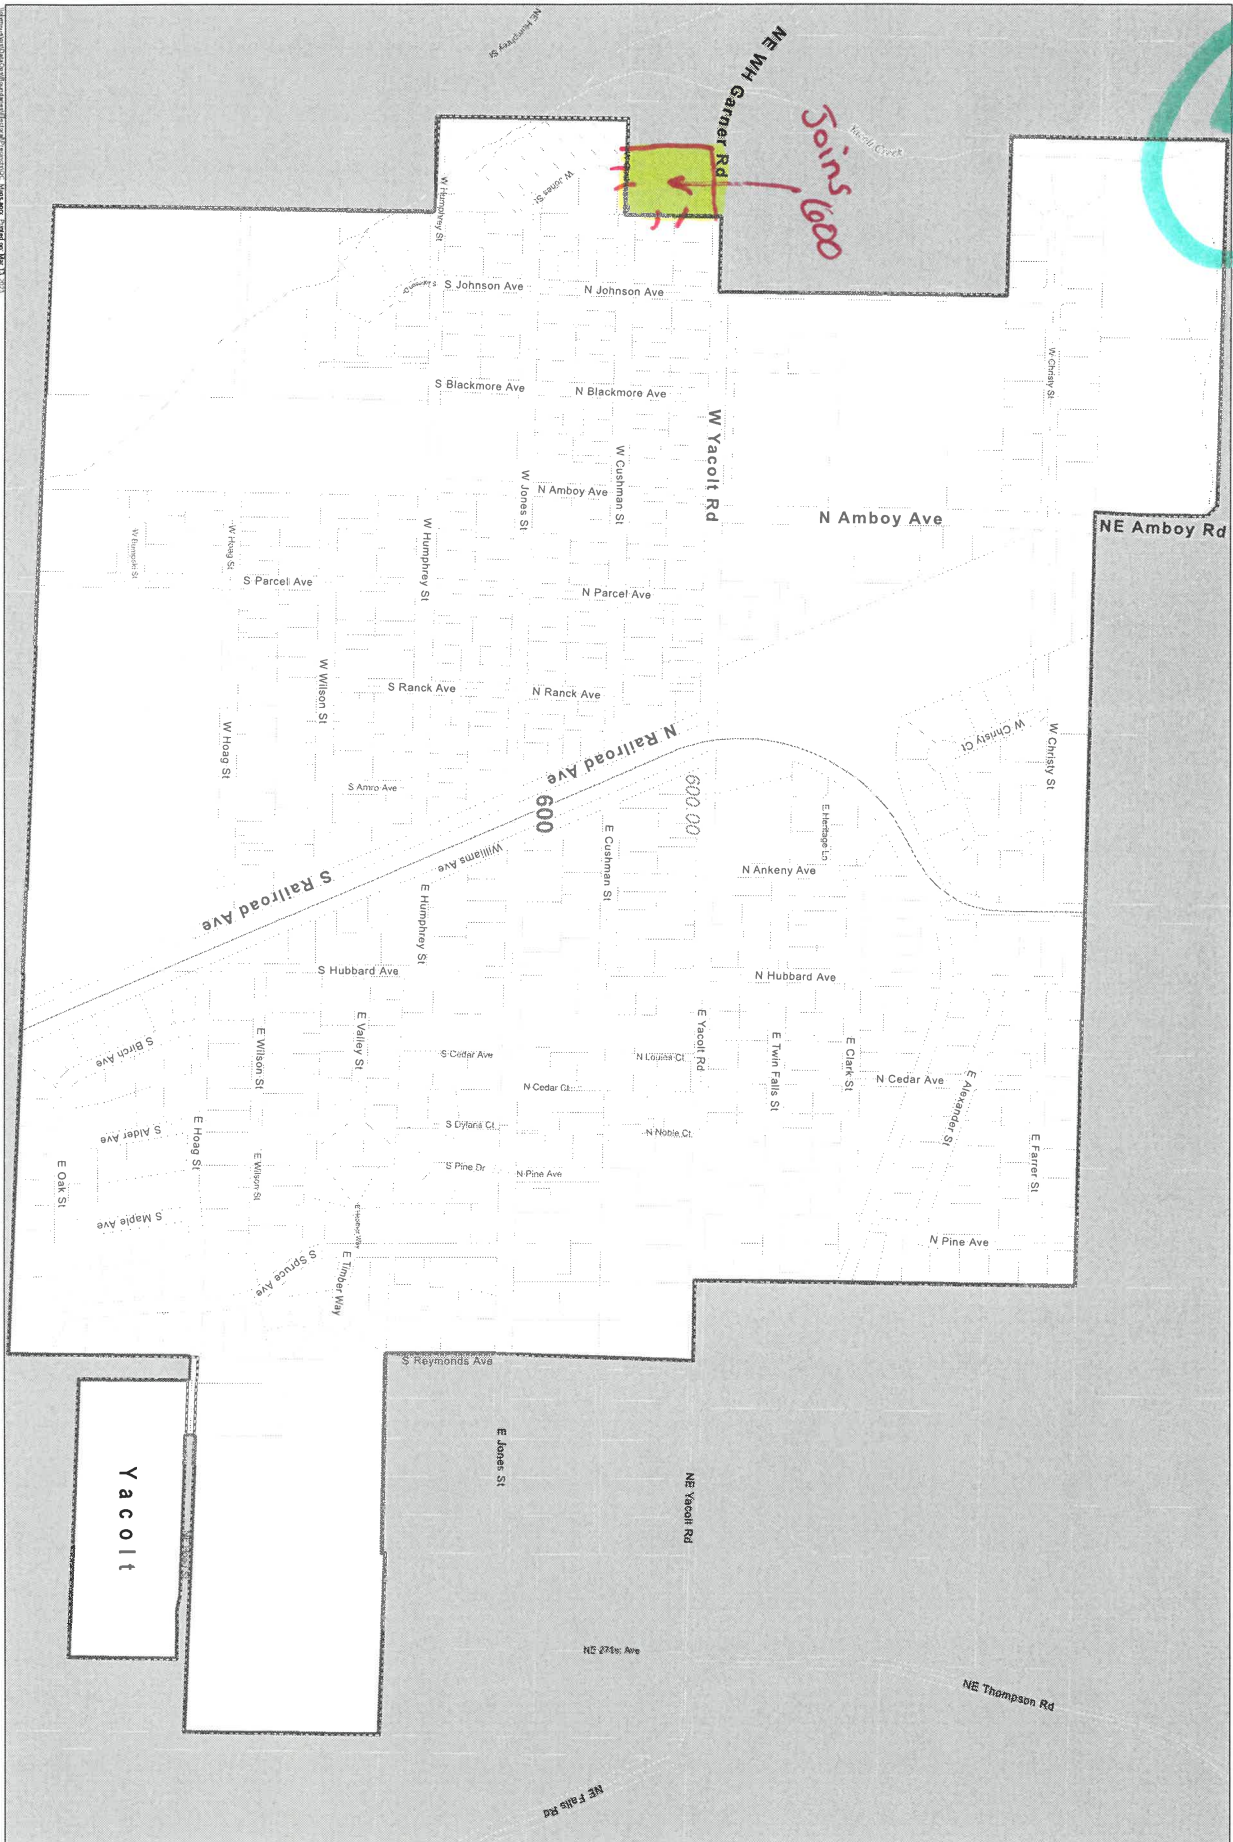 NE Humphrey St
NE WH Garner Rd
Joins
600
W Jones St
W Humphrey St
S Johnson Ave
N Johnson Ave
W Christy St
S Blackmore Ave
N Blackmore Ave
W Yacolt Rd
W Cushman St
N Amboy Ave
W Jones St
N Amboy Ave
NE Amboy Rd
W Humphrey St
W Hoag St
S Parcel Ave
N Parcel Ave
W Wilson St
S Ranck Ave
N Ranck Ave
W Hoag St
N Railroad Ave
W Christy Ct
W Christy St
S Amro Ave
600
600.00
E Heritage Ln
Williams Ave
E Cushman St
N Ankeny Ave
S Railroad Ave
E Humphrey St
S Hubbard Ave
N Hubbard Ave
S Birch Ave
E Wilson St
E Valley St
S Cedar Ave
N Cedar Ct
N Louisa Ct
E Yacolt Rd
E Twin Falls St
E Clark St
N Cedar Ave
E Alexander St
S Alder Ave
E Hoag St
S Dylans Ct
N Noble Ct
E Farrer St
E Oak St
E Wilson St
S Pine Dr
N Pine Ave
S Maple Ave
S Spruce Ave
E Timber Way
N Pine Ave
S Reymonds Ave
E Jones St
NE Yacolt Rd
Yacolt
NE Thompson Rd
NE Falls Rd